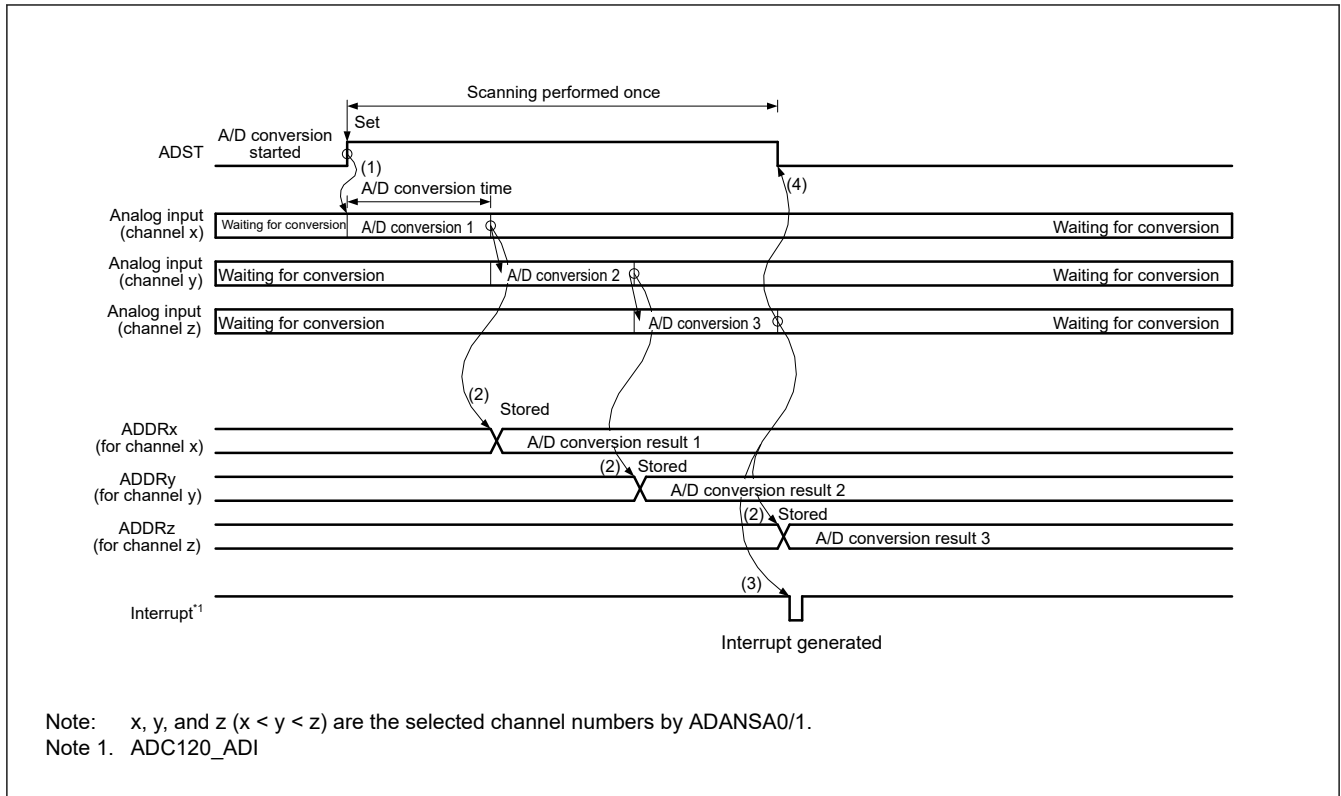 Scanning performed once
Set
A/D conversion
started
ADST
(1)
(4)
A/D conversion time
Analog input
(channel x)
Waiting for conversion
A/D conversion 1
Waiting for conversion
Analog input
(channel y)
Waiting for conversion
A/D conversion 2
Waiting for conversion
Analog input
(channel z)
Waiting for conversion
A/D conversion 3
Waiting for conversion
(2)
Stored
ADDRx
(for channel x)
A/D conversion result 1
(2)
Stored
ADDRy
(for channel y)
A/D conversion result 2
(2)
Stored
ADDRz
(for channel z)
A/D conversion result 3
(3)
Interrupt*1
Interrupt generated
Note: x, y, and z (x < y < z) are the selected channel numbers by ADANSA0/1.
Note 1. ADC120_ADI